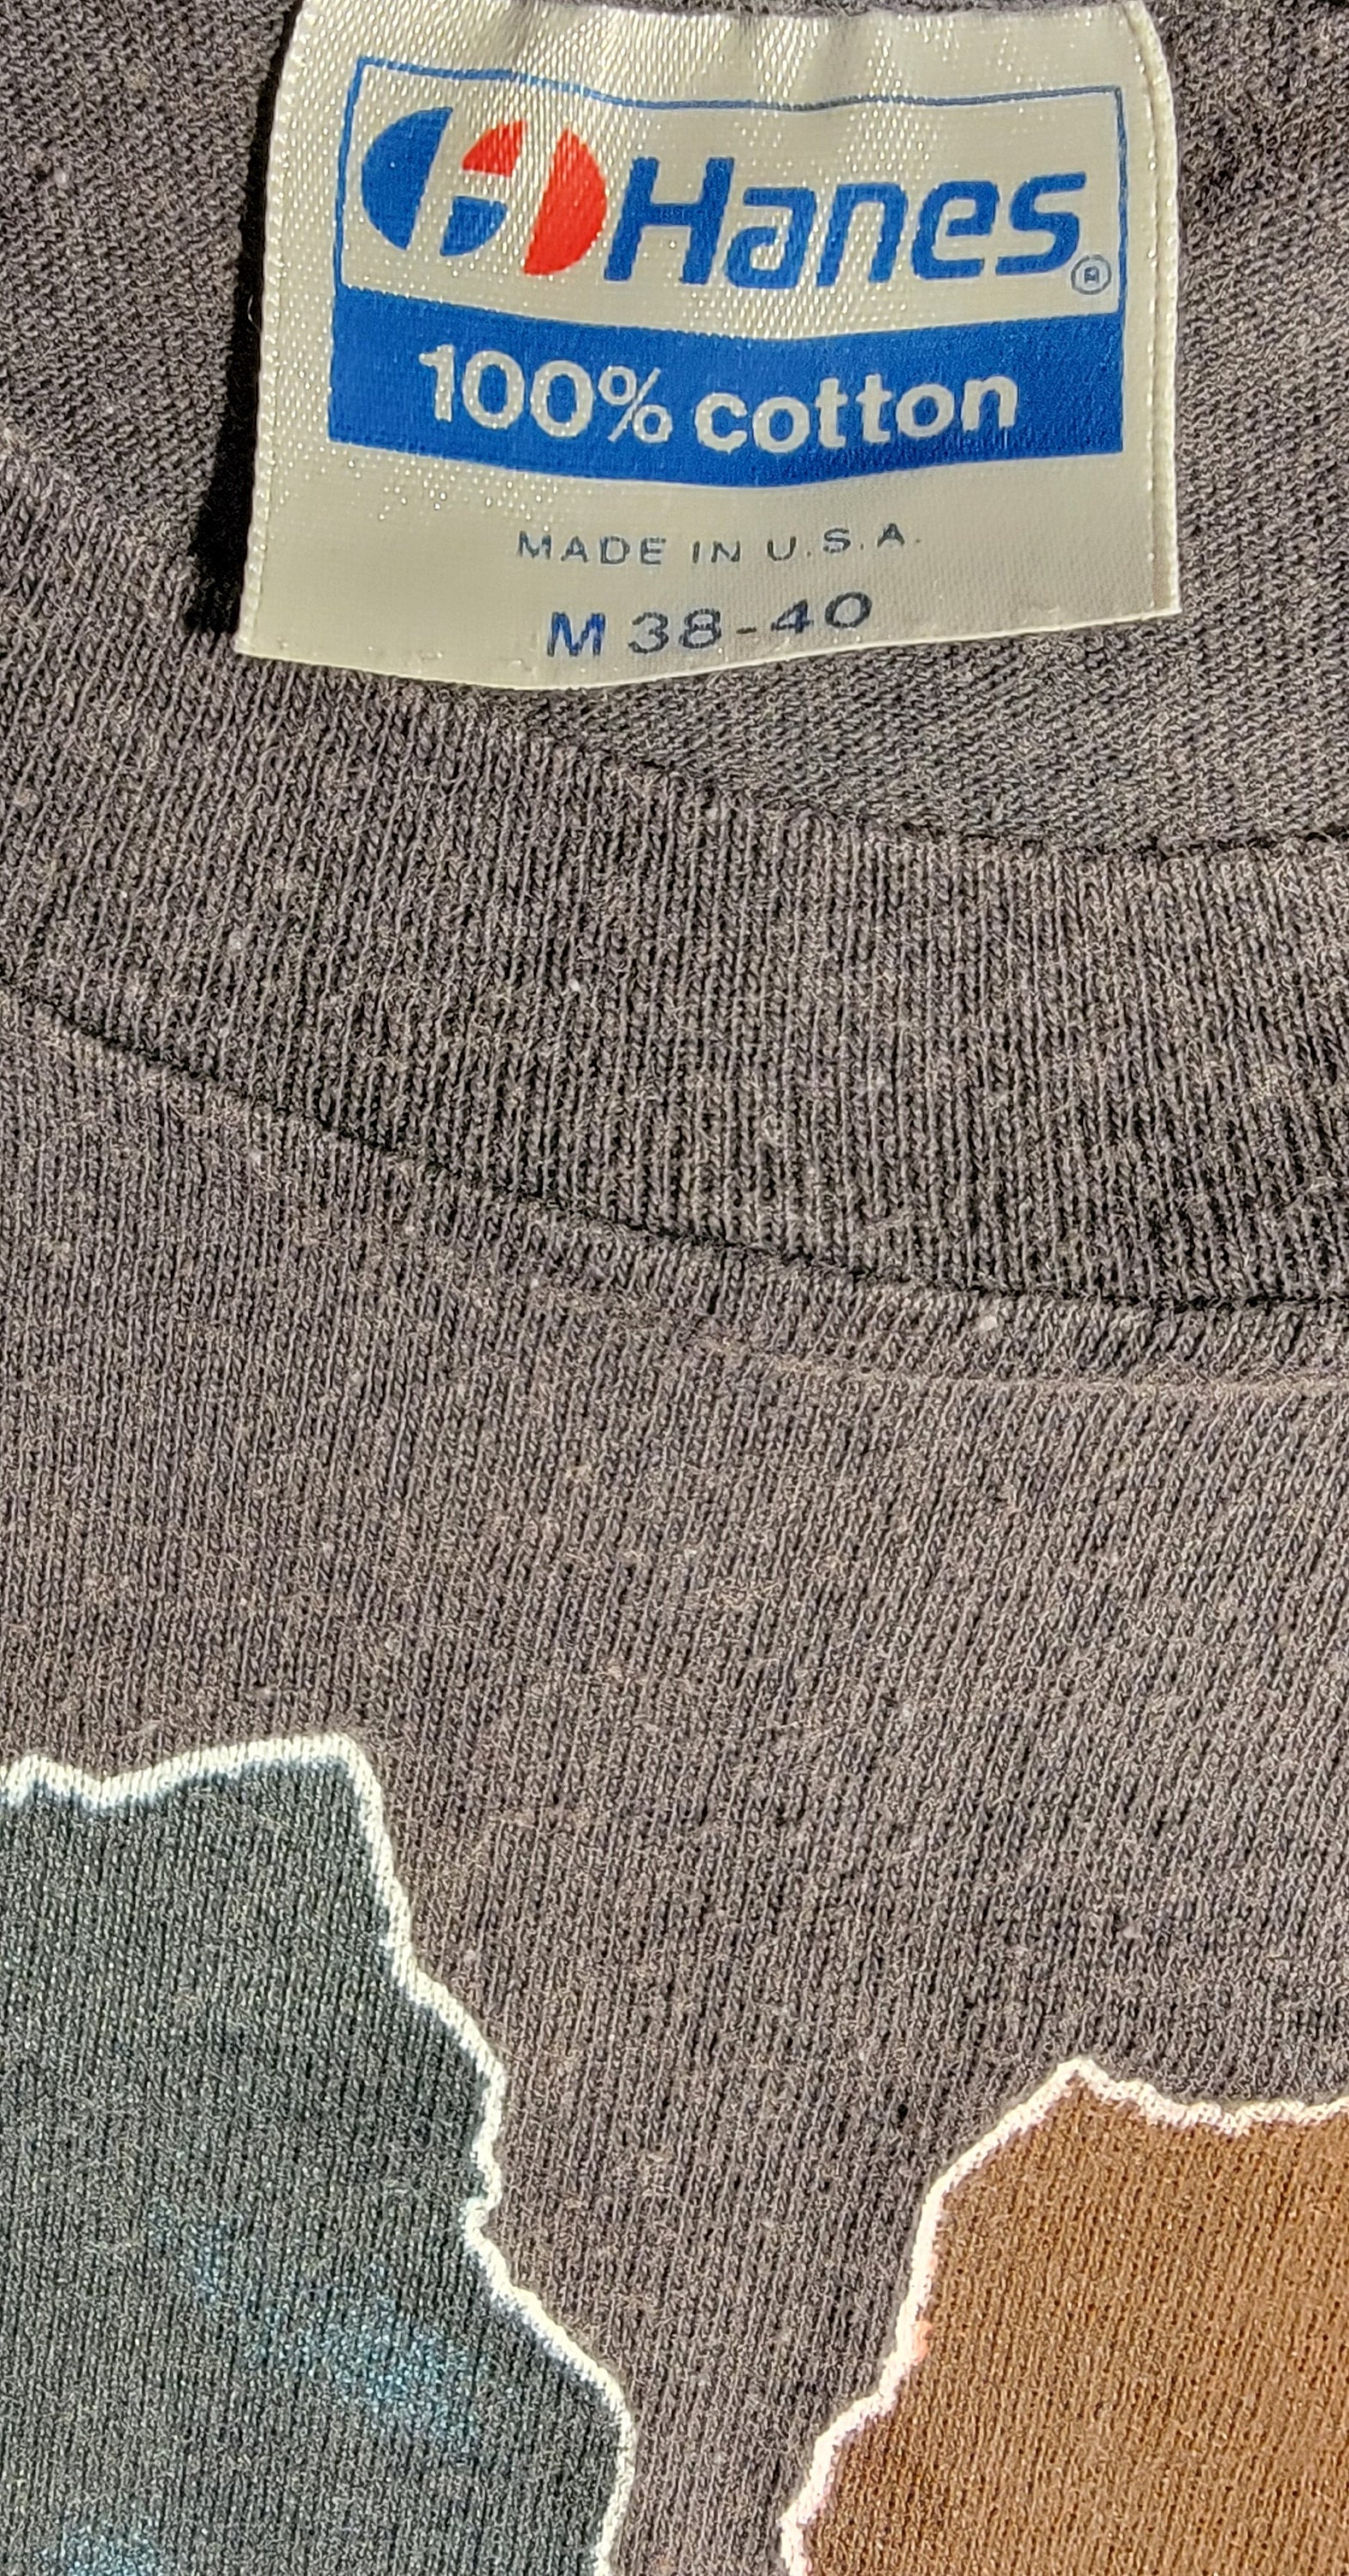 Hanes®
100% cotton
MADE IN U.S.A.
M 38-40